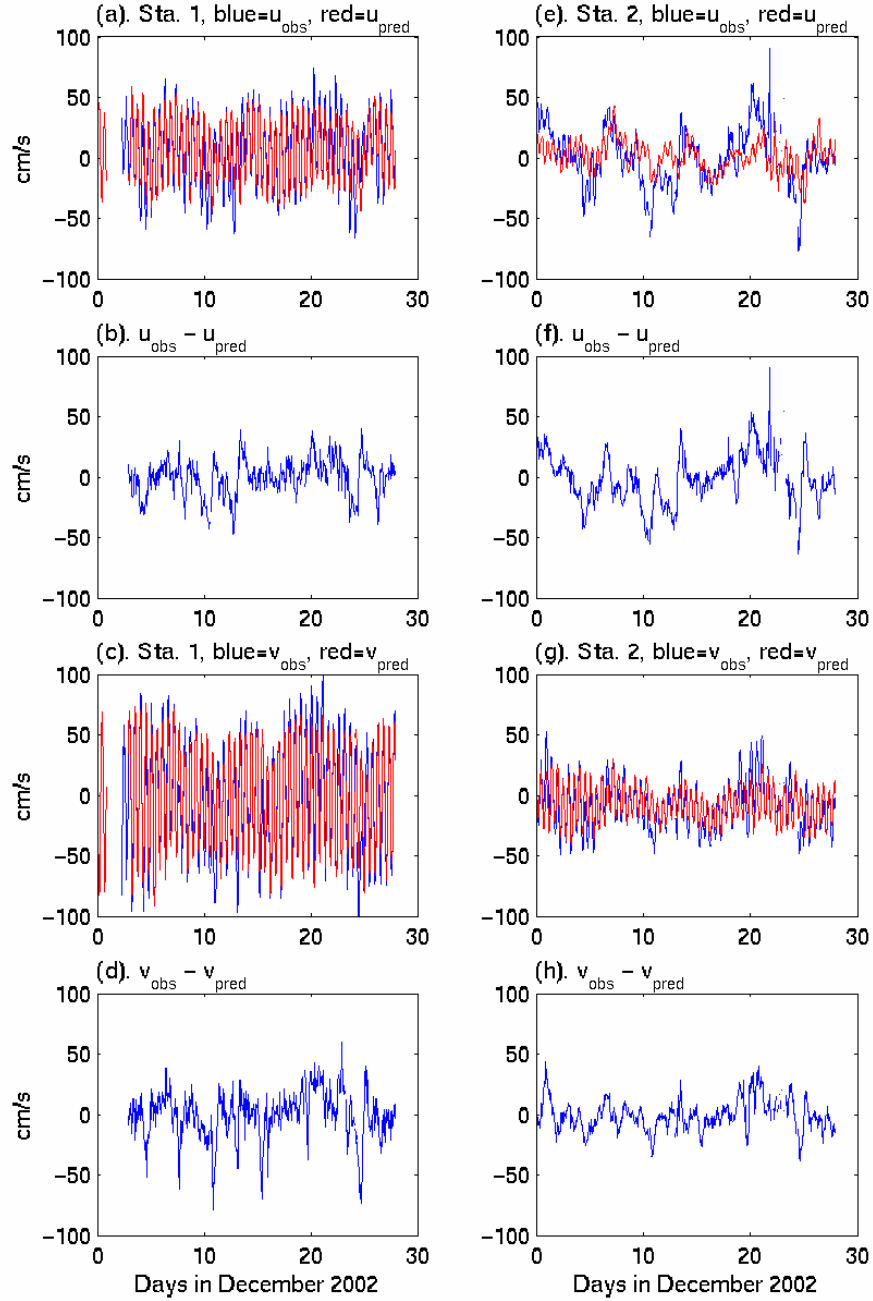 (a). Sta. 1, blue=u_obs, red=u_pred
100
50
0
−50
−100
cm/s
0 10 20 30
(b). u_obs − u_pred
100
50
0
−50
−100
cm/s
0 10 20 30
(c). Sta. 1, blue=v_obs, red=v_pred
100
50
0
−50
−100
cm/s
0 10 20 30
(d). v_obs − v_pred
100
50
0
−50
−100
cm/s
0 10 20 30
Days in December 2002
(e). Sta. 2, blue=u_obs, red=u_pred
100
50
0
−50
−100
0 10 20 30
(f). u_obs − u_pred
100
50
0
−50
−100
0 10 20 30
(g). Sta. 2, blue=v_obs, red=v_pred
100
50
0
−50
−100
0 10 20 30
(h). v_obs − v_pred
100
50
0
−50
−100
0 10 20 30
Days in December 2002